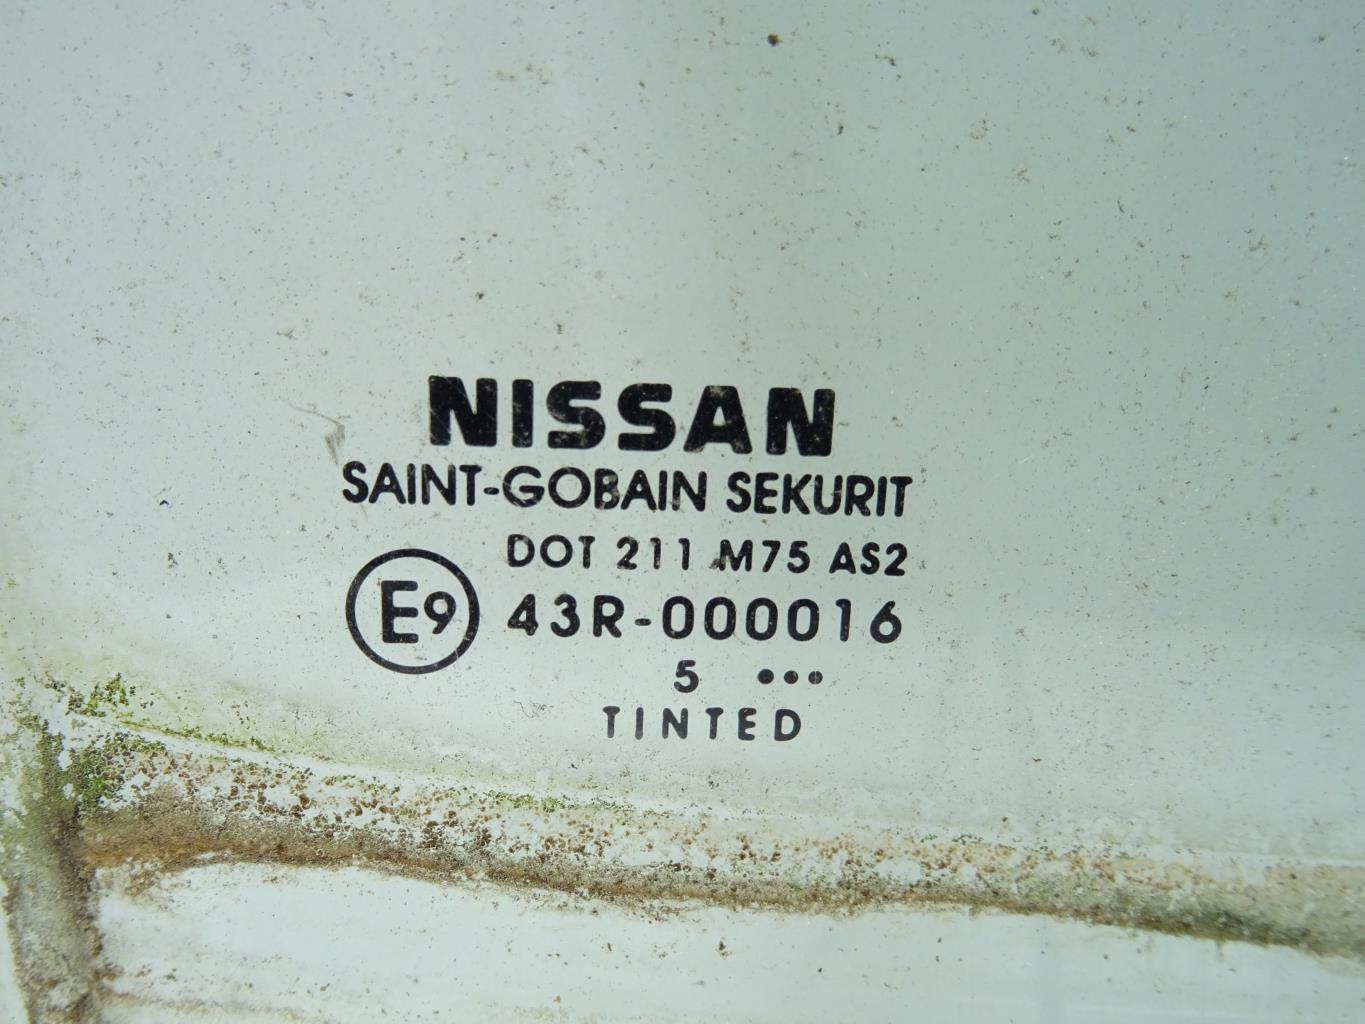 NISSAN
SAINT-GOBAIN SEKURIT
DOT 211 M75 AS2
E9 43R-000016
5 •••
TINTED